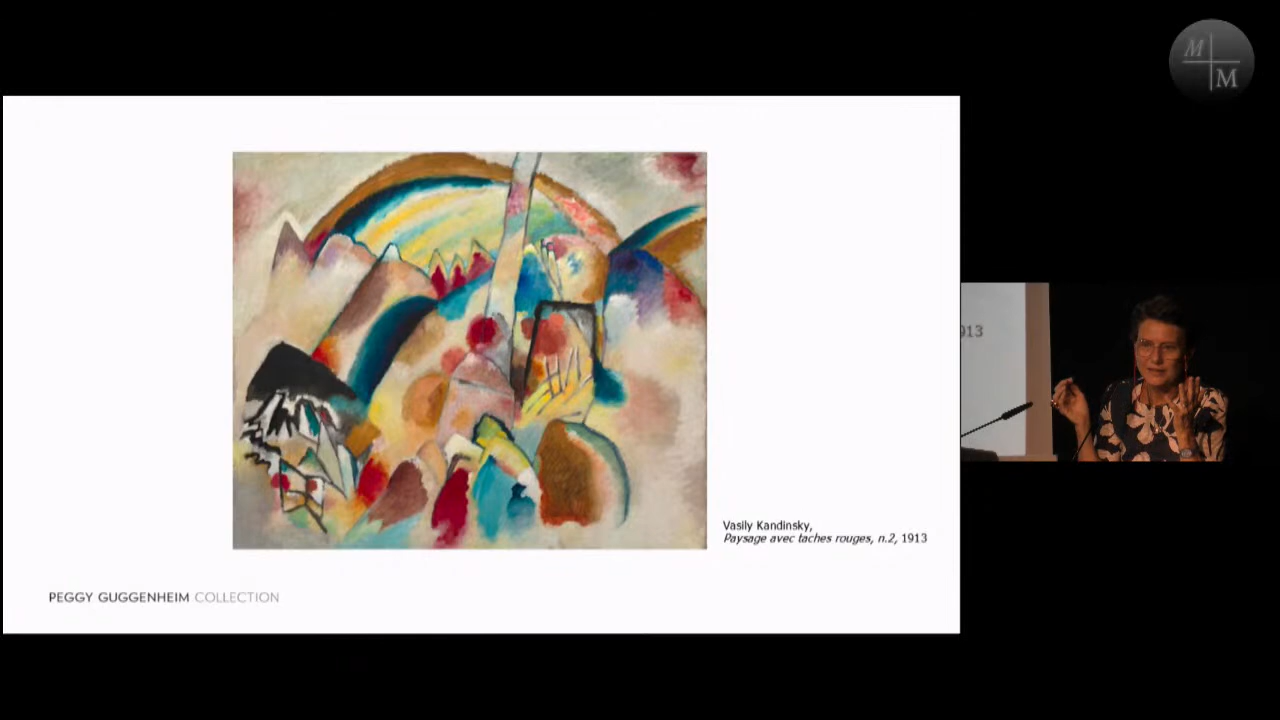 M
M
913
Vasily Kandinsky,
Paysage avec taches rouges, n.2, 1913
PEGGY GUGGENHEIM COLLECTION